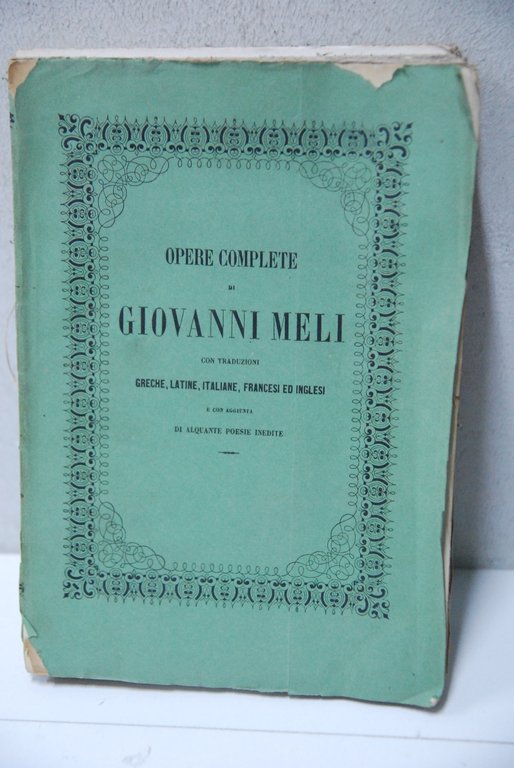 OPERE COMPLETE
DI
GIOVANNI MELI
CON TRADUZIONI
GRECHE, LATINE, ITALIANE, FRANCESI ED INGLESI
E CON AGGIUNTA
DI ALQUANTE POESIE INEDITE